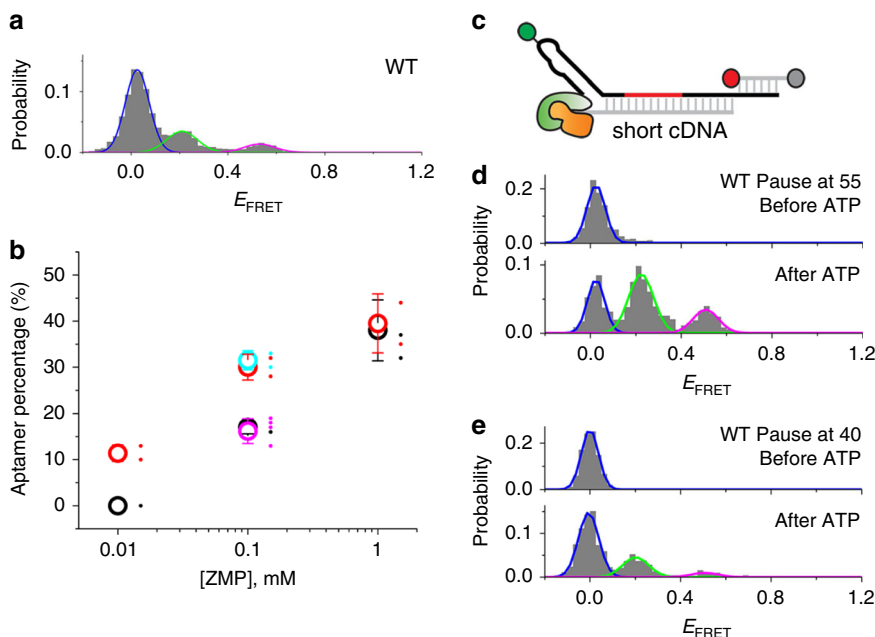 a
WT
Probability
0.1
0.0
0.0 0.4 0.8 1.2
E_FRET
b
Aptamer percentage (%)
50
40
30
20
10
0
0.01 0.1 1
[ZMP], mM
c
short cDNA
d
WT Pause at 55
Before ATP
0.2
0.0
Probability
0.1
After ATP
0.0
0.0 0.4 0.8 1.2
E_FRET
e
WT Pause at 40
Before ATP
0.2
0.0
Probability
0.1
After ATP
0.0
0.0 0.4 0.8 1.2
E_FRET